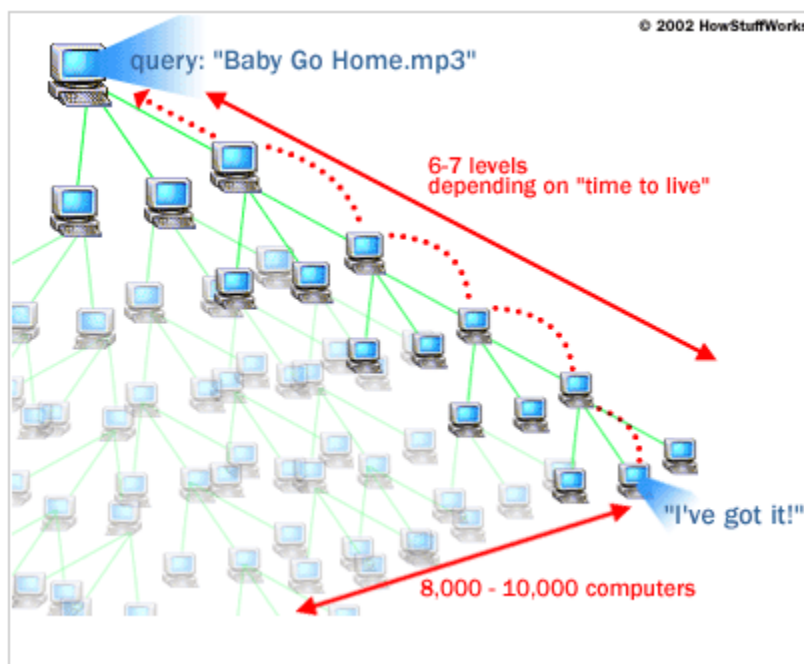 © 2002 HowStuffWorks
query: "Baby Go Home.mp3"
6-7 levels
depending on "time to live"
"I've got it!"
8,000 - 10,000 computers